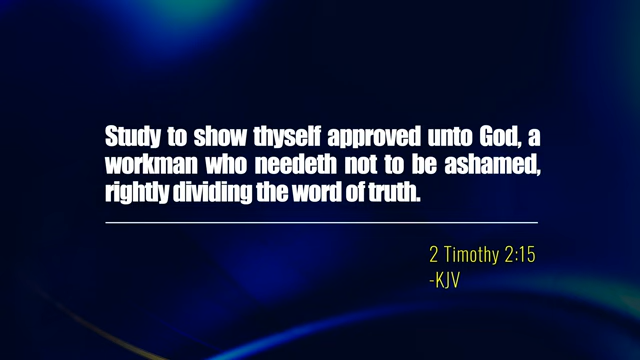 Study to show thyself approved unto God, a
workman who needeth not to be ashamed,
rightly dividing the word of truth.
2 Timothy 2:15
-KJV